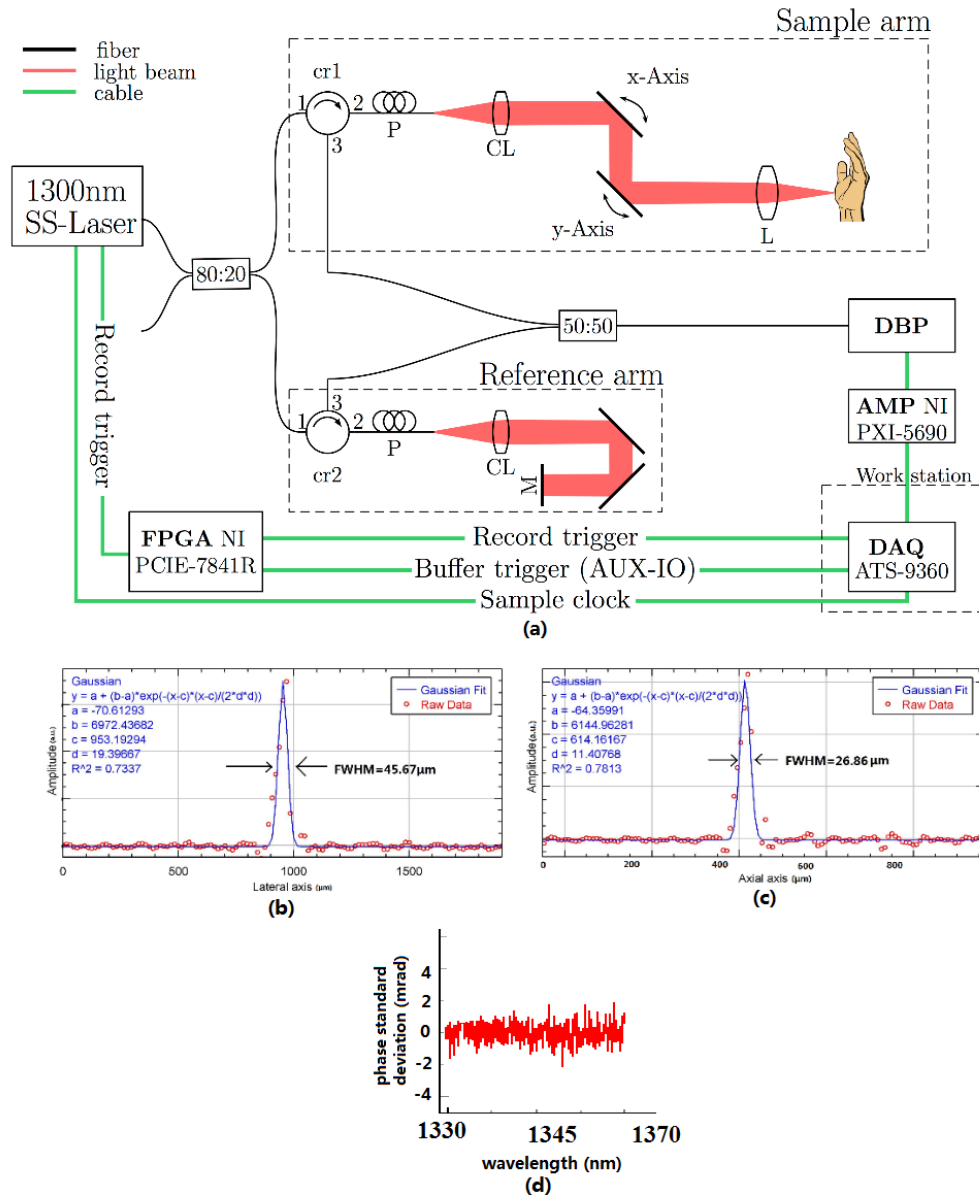 Sample arm
fiber
light beam
cable
cr1
1
2
3
P
CL
x-Axis
y-Axis
L
1300nm
SS-Laser
80:20
50:50
DBP
Record trigger
Reference arm
3
1
2
P
CL
M
cr2
AMP NI
PXI-5690
Work station
FPGA NI
PCIE-7841R
Record trigger
Buffer trigger (AUX-IO)
Sample clock
DAQ
ATS-9360
(a)
Gaussian
y = a + (b-a)*exp(-(x-c)*(x-c)/(2*d*d))
a = -70.61293
b = 6972.43682
c = 953.19294
d = 19.39667
R^2 = 0.7337
Gaussian Fit
Raw Data
FWHM=45.67μm
Amplitude(a.u.)
0
500
1000
1500
Lateral axis (μm)
(b)
Gaussian
y = a + (b-a)*exp(-(x-c)*(x-c)/(2*d*d))
a = -64.35991
b = 6144.96281
c = 614.16167
d = 11.40768
R^2 = 0.7813
Gaussian Fit
Raw Data
FWHM=26.86μm
Amplitude(a.u.)
0
200
400
600
800
Axial axis (μm)
(c)
phase standard
deviation (mrad)
4
2
0
-2
-4
1330
1345
1370
wavelength (nm)
(d)